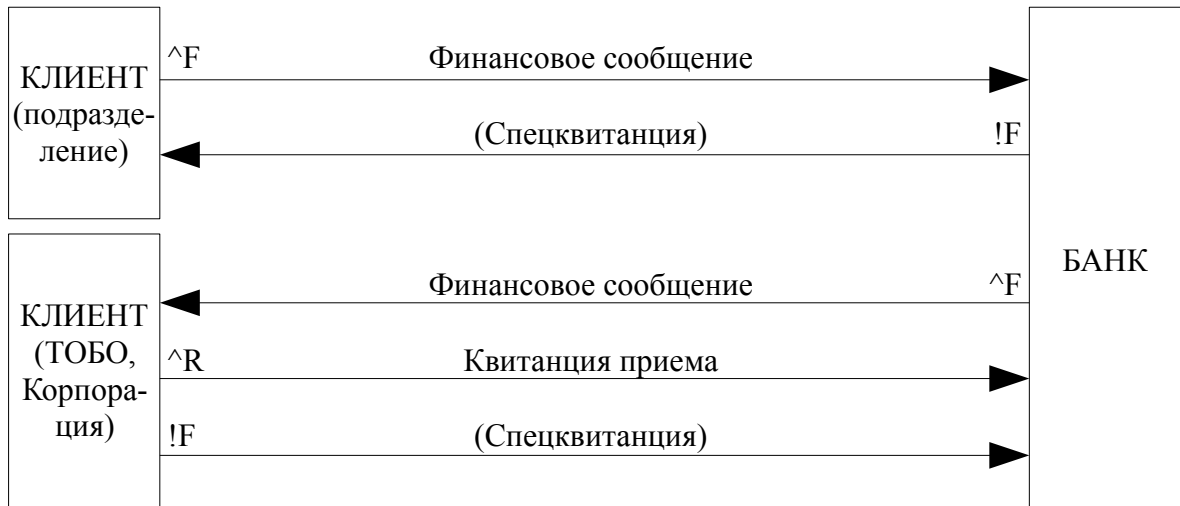 КЛИЕНТ
(подразде-
ление)
^F
Финансовое сообщение
(Спецквитанция)
!F
КЛИЕНТ
(ТОБО,
Корпора-
ция)
Финансовое сообщение
^F
^R
Квитанция приема
!F
(Спецквитанция)
БАНК